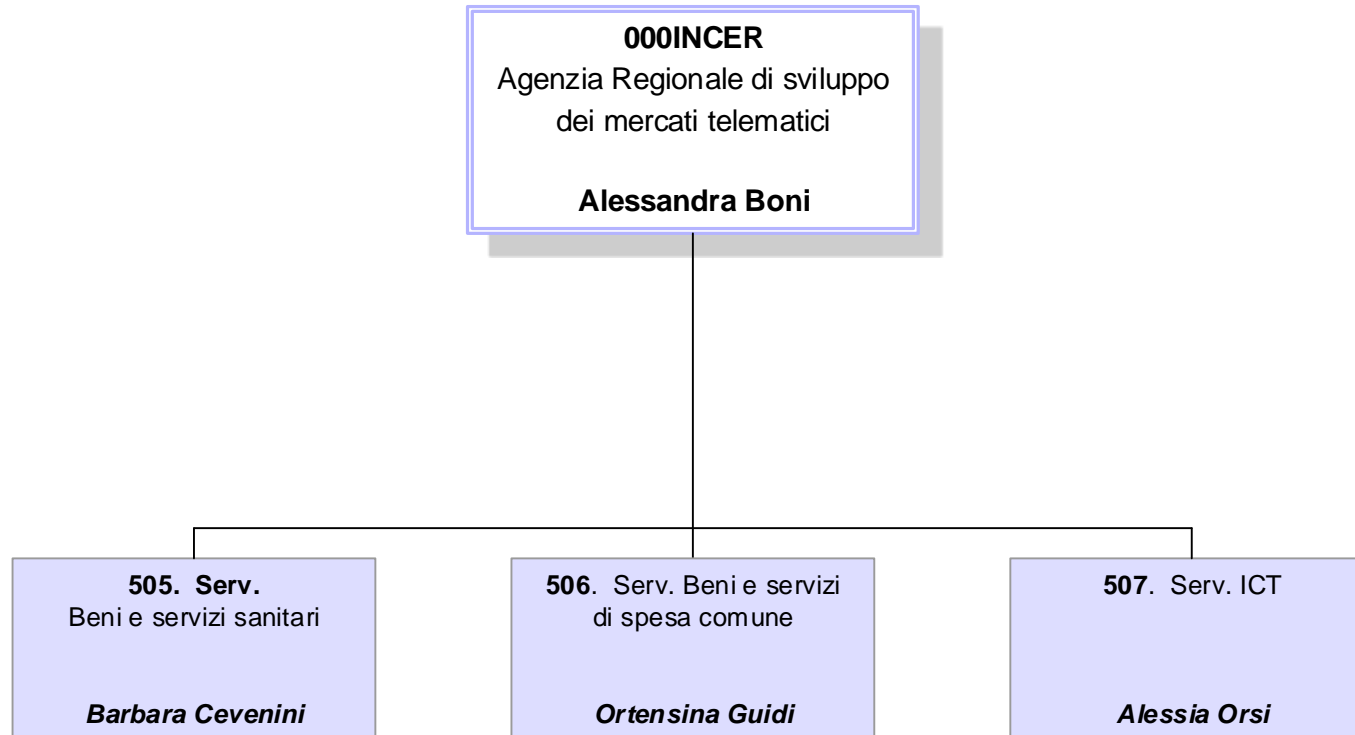 000INCER
Agenzia Regionale di sviluppo
dei mercati telematici
Alessandra Boni
505. Serv.
Beni e servizi sanitari
Barbara Cevenini
506. Serv. Beni e servizi
di spesa comune
Ortensina Guidi
507. Serv. ICT
Alessia Orsi